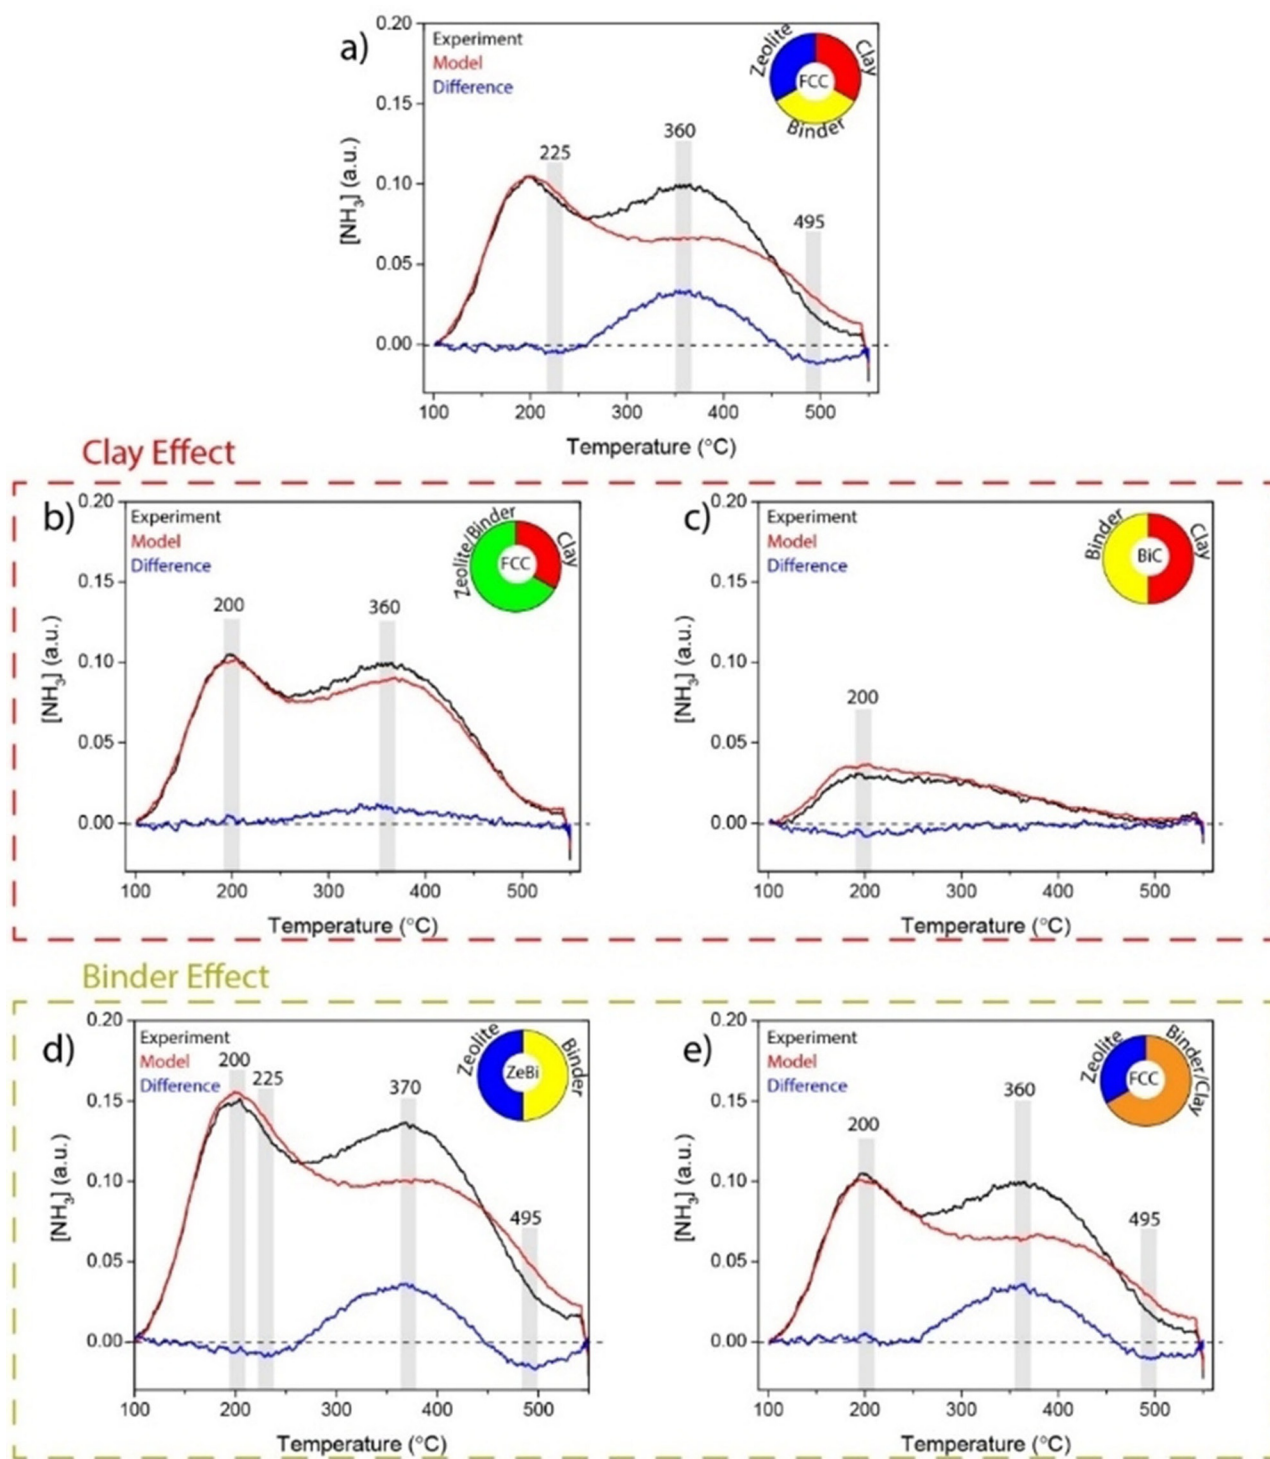 a)
Experiment
Model
Difference
Zeolite
Clay
FCC
Binder
225
360
495
[NH3] (a.u.)
0.20
0.15
0.10
0.05
0.00
100
200
300
400
500
Temperature (°C)
Clay Effect
b)
Experiment
Model
Difference
Zeolite/Binder
Clay
FCC
200
360
[NH3] (a.u.)
0.20
0.15
0.10
0.05
0.00
100
200
300
400
500
Temperature (°C)
c)
Experiment
Model
Difference
Binder
Clay
BiC
200
[NH3] (a.u.)
0.20
0.15
0.10
0.05
0.00
100
200
300
400
500
Temperature (°C)
Binder Effect
d)
Experiment
Model
Difference
Zeolite
Binder
ZeBi
200
225
370
495
[NH3] (a.u.)
0.20
0.15
0.10
0.05
0.00
100
200
300
400
500
Temperature (°C)
e)
Experiment
Model
Difference
Zeolite
Binder/Clay
FCC
200
360
495
[NH3] (a.u.)
0.20
0.15
0.10
0.05
0.00
100
200
300
400
500
Temperature (°C)